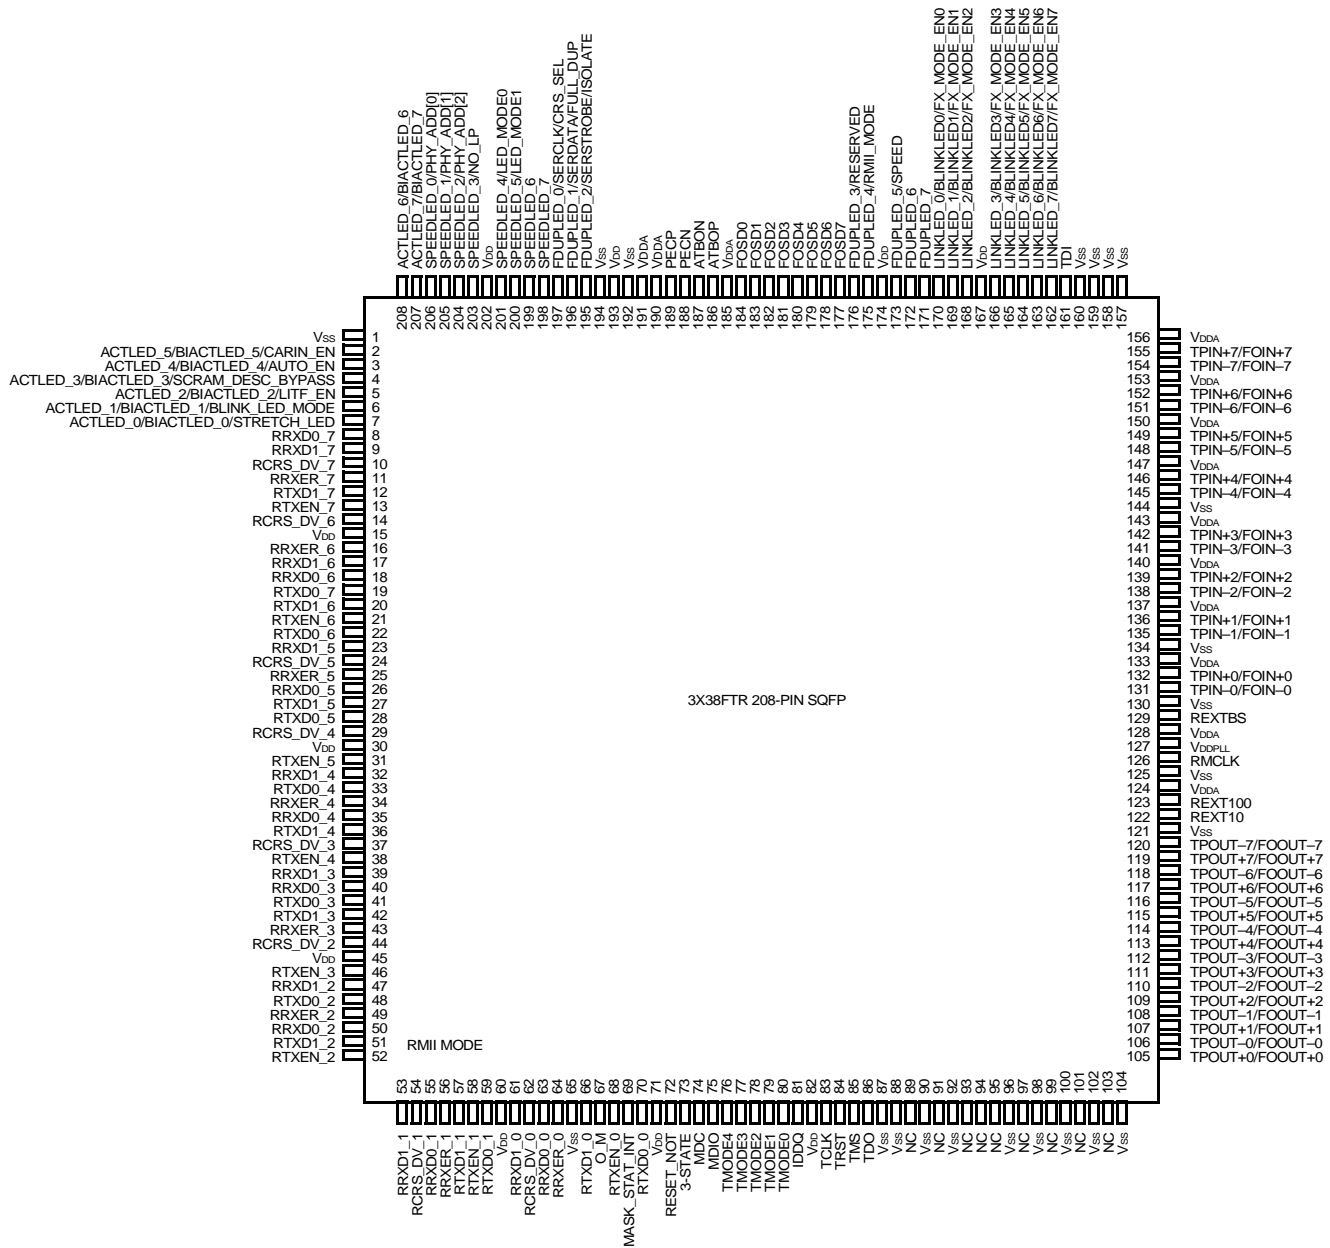 ACTLED_6/BIACTLED_6
ACTLED_7/BIACTLED_7
SPEEDLED_0/PHY_ADD[0]
SPEEDLED_1/PHY_ADD[1]
SPEEDLED_2/PHY_ADD[2]
SPEEDLED_3/NO_LP
VDD
SPEEDLED_4/LED_MODE0
SPEEDLED_5/LED_MODE1
SPEEDLED_6
SPEEDLED_7
FDUPLED_0/SERCLK/CRS_SEL
FDUPLED_1/SERDATA/FULL_DUP
FDUPLED_2/SERSTROBE/ISOLATE
VSS
VDD
VSS
VDDA
VDDA
PECP
PECN
ATBON
ATBOP
VDDA
FOSD0
FOSD1
FOSD2
FOSD3
FOSD4
FOSD5
FOSD6
FOSD7
FDUPLED_3/RESERVED
FDUPLED_4/RMII_MODE
VDD
FDUPLED_5/SPEED
FDUPLED_6
FDUPLED_7
LINKLED_0/BLINKLED0/FX_MODE_EN0
LINKLED_1/BLINKLED1/FX_MODE_EN1
LINKLED_2/BLINKLED2/FX_MODE_EN2
VDD
LINKLED_3/BLINKLED3/FX_MODE_EN3
LINKLED_4/BLINKLED4/FX_MODE_EN4
LINKLED_5/BLINKLED5/FX_MODE_EN5
LINKLED_6/BLINKLED6/FX_MODE_EN6
LINKLED_7/BLINKLED7/FX_MODE_EN7
TDI
VSS
VSS
VSS
VSS
208 207 206 205 204 203 202 201 200 199 198 197 196 195 194 193 192 191 190 189 188 187 186 185 184 183 182 181 180 179 178 177 176 175 174 173 172 171 170 169 168 167 166 165 164 163 162 161 160 159 158 157
VSS 1
ACTLED_5/BIACTLED_5/CARIN_EN 2
ACTLED_4/BIACTLED_4/AUTO_EN 3
ACTLED_3/BIACTLED_3/SCRAM_DESC_BYPASS 4
ACTLED_2/BIACTLED_2/LITF_EN 5
ACTLED_1/BIACTLED_1/BLINK_LED_MODE 6
ACTLED_0/BIACTLED_0/STRETCH_LED 7
RRXD0_7 8
RRXD1_7 9
RCRS_DV_7 10
RRXER_7 11
RTXD1_7 12
RTXEN_7 13
RCRS_DV_6 14
VDD 15
RRXER_6 16
RRXD1_6 17
RRXD0_6 18
RTXD0_7 19
RTXD1_6 20
RTXEN_6 21
RTXD0_6 22
RRXD1_5 23
RCRS_DV_5 24
RRXER_5 25
RRXD0_5 26
RTXD1_5 27
RTXD0_5 28
RCRS_DV_4 29
VDD 30
RTXEN_5 31
RRXD1_4 32
RTXD0_4 33
RRXER_4 34
RRXD0_4 35
RTXD1_4 36
RCRS_DV_3 37
RTXEN_4 38
RRXD1_3 39
RRXD0_3 40
RTXD0_3 41
RTXD1_3 42
RRXER_3 43
RCRS_DV_2 44
VDD 45
RTXEN_3 46
RRXD1_2 47
RTXD0_2 48
RRXER_2 49
RRXD0_2 50
RTXD1_2 51
RTXEN_2 52
3X38FTR 208-PIN SQFP
RMII MODE
156 VDDA
155 TPIN+7/FOIN+7
154 TPIN–7/FOIN–7
153 VDDA
152 TPIN+6/FOIN+6
151 TPIN–6/FOIN–6
150 VDDA
149 TPIN+5/FOIN+5
148 TPIN–5/FOIN–5
147 VDDA
146 TPIN+4/FOIN+4
145 TPIN–4/FOIN–4
144 VSS
143 VDDA
142 TPIN+3/FOIN+3
141 TPIN–3/FOIN–3
140 VDDA
139 TPIN+2/FOIN+2
138 TPIN–2/FOIN–2
137 VDDA
136 TPIN+1/FOIN+1
135 TPIN–1/FOIN–1
134 VSS
133 VDDA
132 TPIN+0/FOIN+0
131 TPIN–0/FOIN–0
130 VSS
129 REXTBS
128 VDDA
127 VDDPLL
126 RMCLK
125 VSS
124 VDDA
123 REXT100
122 REXT10
121 VSS
120 TPOUT–7/FOOUT–7
119 TPOUT+7/FOOUT+7
118 TPOUT–6/FOOUT–6
117 TPOUT+6/FOOUT+6
116 TPOUT–5/FOOUT–5
115 TPOUT+5/FOOUT+5
114 TPOUT–4/FOOUT–4
113 TPOUT+4/FOOUT+4
112 TPOUT–3/FOOUT–3
111 TPOUT+3/FOOUT+3
110 TPOUT–2/FOOUT–2
109 TPOUT+2/FOOUT+2
108 TPOUT–1/FOOUT–1
107 TPOUT+1/FOOUT+1
106 TPOUT–0/FOOUT–0
105 TPOUT+0/FOOUT+0
53 54 55 56 57 58 59 60 61 62 63 64 65 66 67 68 69 70 71 72 73 74 75 76 77 78 79 80 81 82 83 84 85 86 87 88 89 90 91 92 93 94 95 96 97 98 99 100 101 102 103 104
RRXD1_1
RCRS_DV_1
RRXD0_1
RRXER_1
RTXD1_1
RTXEN_1
RTXD0_1
VDD
RRXD1_0
RCRS_DV_0
RRXD0_0
RRXER_0
VSS
RTXD1_0
O_M
RTXEN_0
MASK_STAT_INT
RTXD0_0
VDD
RESET_NOT
3-STATE
MDC
MDIO
TMODE4
TMODE3
TMODE2
TMODE1
TMODE0
IDDQ
VDD
TCLK
TRST
TMS
TDO
VSS
VSS
NC
VSS
NC
VSS
NC
NC
NC
VSS
NC
VSS
NC
VSS
NC
VSS
NC
VSS